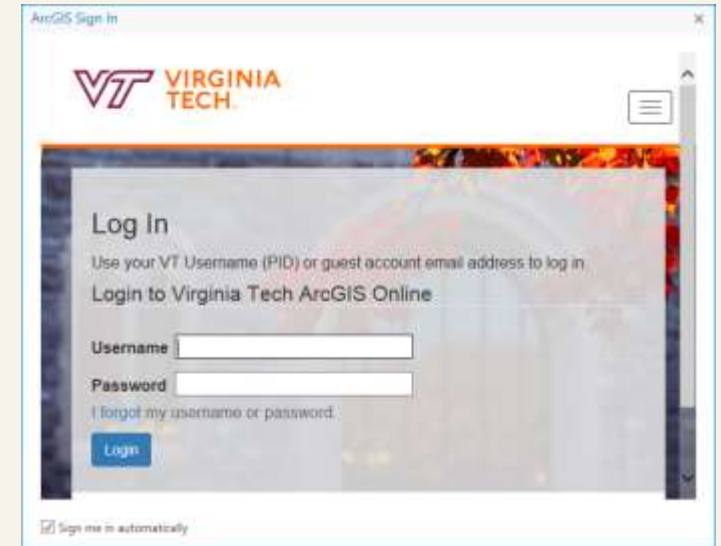 ArcGIS Sign In
VT VIRGINIA
TECH
Log In
Use your VT Username (PID) or guest account email address to log in
Login to Virginia Tech ArcGIS Online
Username
Password
I forgot my username or password.
Login
Sign me in automatically